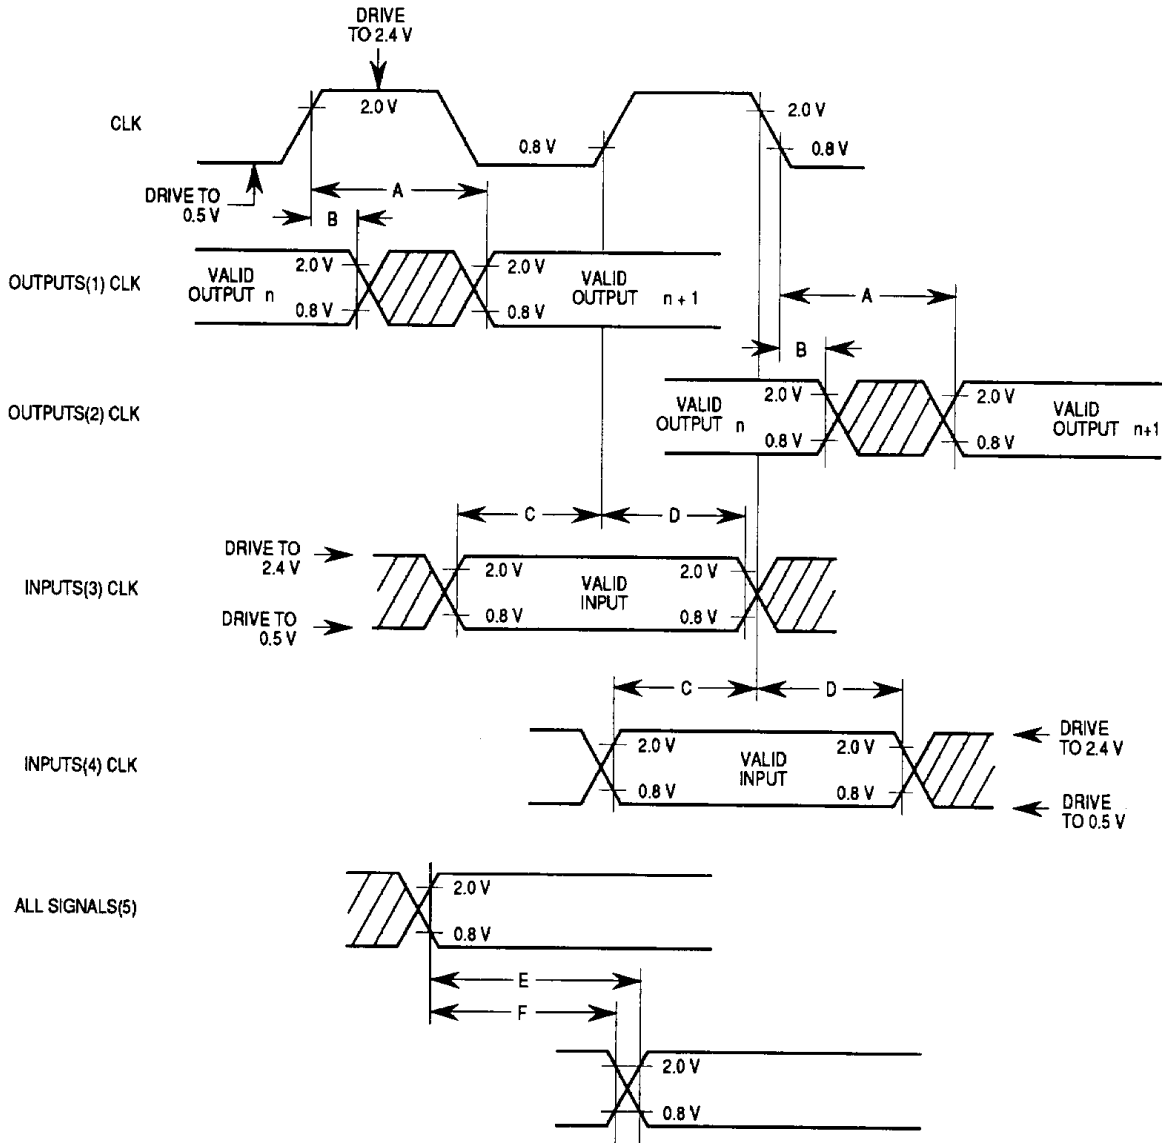 DRIVE
TO 2.4 V
2.0 V
2.0 V
CLK
0.8 V
0.8 V
DRIVE TO
0.5 V
A
B
OUTPUTS(1) CLK
VALID
OUTPUT n
2.0 V
0.8 V
2.0 V
0.8 V
VALID
OUTPUT n + 1
A
B
OUTPUTS(2) CLK
VALID
OUTPUT n
2.0 V
0.8 V
2.0 V
0.8 V
VALID
OUTPUT n+1
C
D
DRIVE TO
2.4 V
INPUTS(3) CLK
DRIVE TO
0.5 V
2.0 V
0.8 V
VALID
INPUT
2.0 V
0.8 V
C
D
INPUTS(4) CLK
2.0 V
0.8 V
VALID
INPUT
2.0 V
0.8 V
DRIVE
TO 2.4 V
DRIVE
TO 0.5 V
ALL SIGNALS(5)
2.0 V
0.8 V
E
F
2.0 V
0.8 V